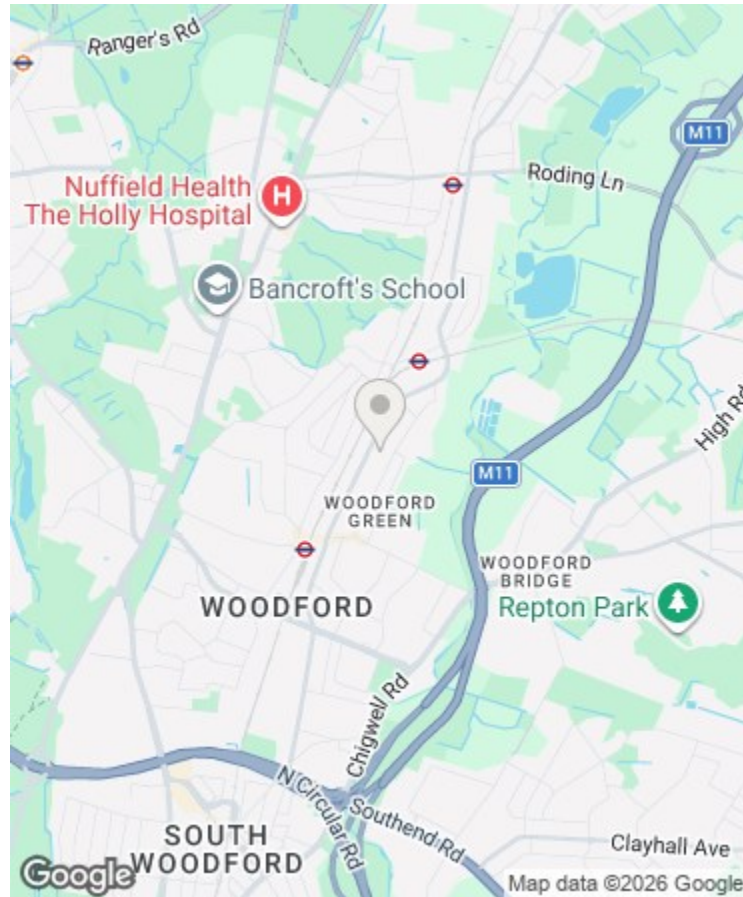 Ranger's Rd
M11
Roding Ln
Nuffield Health
The Holly Hospital
H
Bancroft's School
High Rd
M11
WOODFORD
GREEN
WOODFORD
BRIDGE
WOODFORD
Repton Park
Chigwell Rd
N Circular Rd
Southend Rd
SOUTH
WOODFORD
Clayhall Ave
Google
Map data ©2026 Google